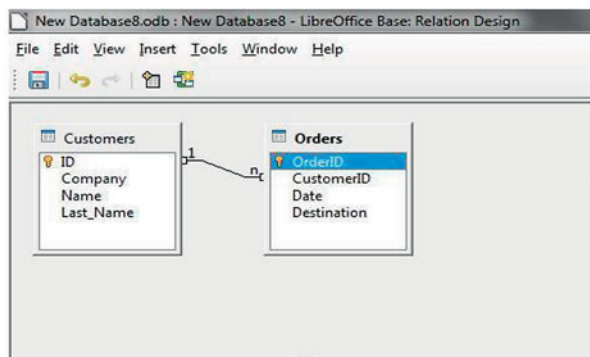 New Database8.odb : New Database8 - LibreOffice Base: Relation Design
File Edit View Insert Tools Window Help
Customers
ID
Company
Name
Last_Name
1
n
Orders
OrderID
CustomerID
Date
Destination